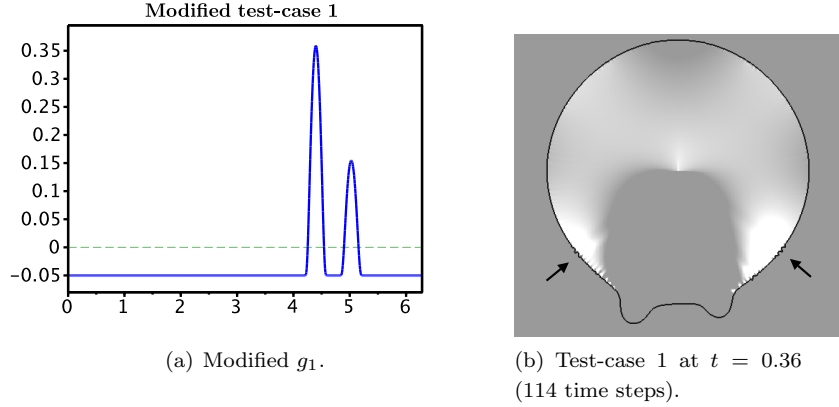 Modified test-case 1
0.35
0.3
0.25
0.2
0.15
0.1
0.05
0
−0.05
0 1 2 3 4 5 6
(a) Modified g₁.
(b) Test-case 1 at t = 0.36
(114 time steps).